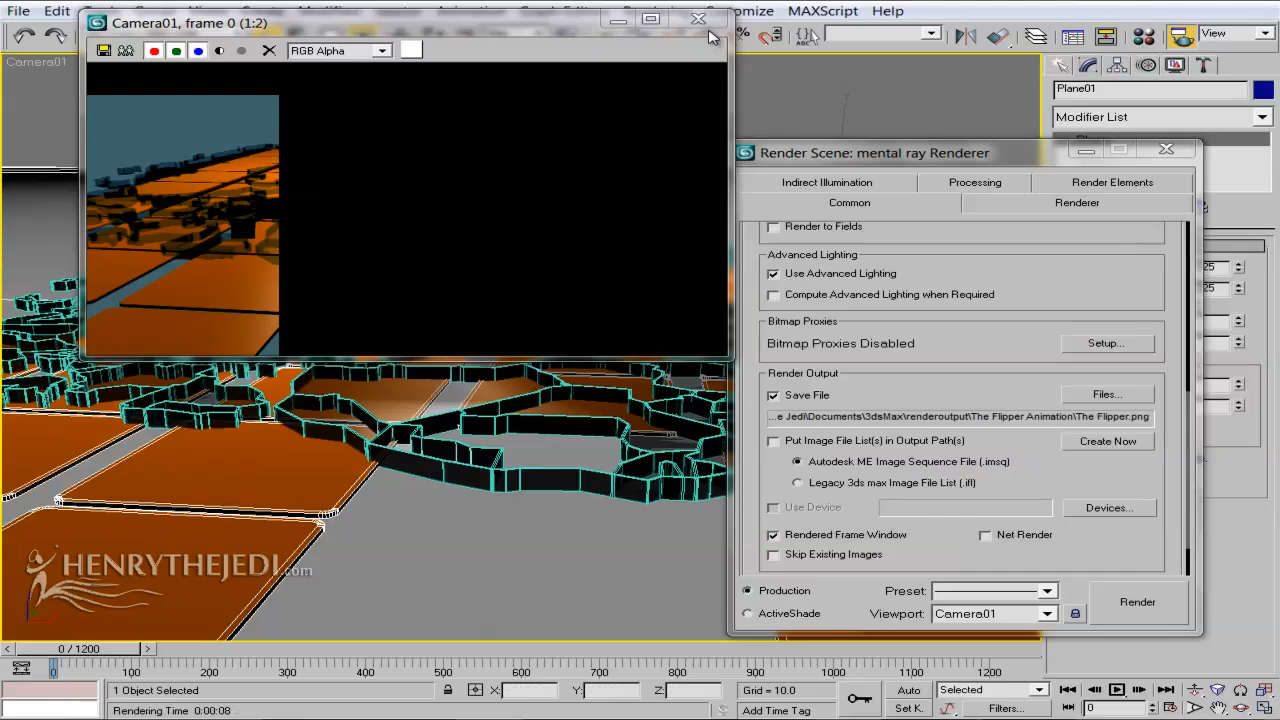 File Edit Customize MAXScript Help
Camera01, frame 0 (1:2)
RGB Alpha
View
Camera01
Plane01
Modifier List
Render Scene: mental ray Renderer
Indirect Illumination Processing Render Elements
Common Renderer
Render to Fields
Advanced Lighting
Use Advanced Lighting
Compute Advanced Lighting when Required
Bitmap Proxies
Bitmap Proxies Disabled Setup...
Render Output
Save File Files...
...e Jedi\Documents\3dsMax\renderoutput\The Flipper Animation\The Flipper.png
Put Image File List(s) in Output Path(s) Create Now
Autodesk ME Image Sequence File (.imsq)
Legacy 3ds max Image File List (.ifl)
Use Device Devices...
Rendered Frame Window Net Render
Skip Existing Images
Production Preset:
ActiveShade Viewport: Camera01
Render
HENRYTHEJEDI.com
0 / 1200
0 100 200 300 400 500 600 700 800 900 1000 1100 1200
1 Object Selected X: Y: Z: Grid = 10.0 Auto Selected
Rendering Time 0:00:08 Add Time Tag Set K. Filters... 0